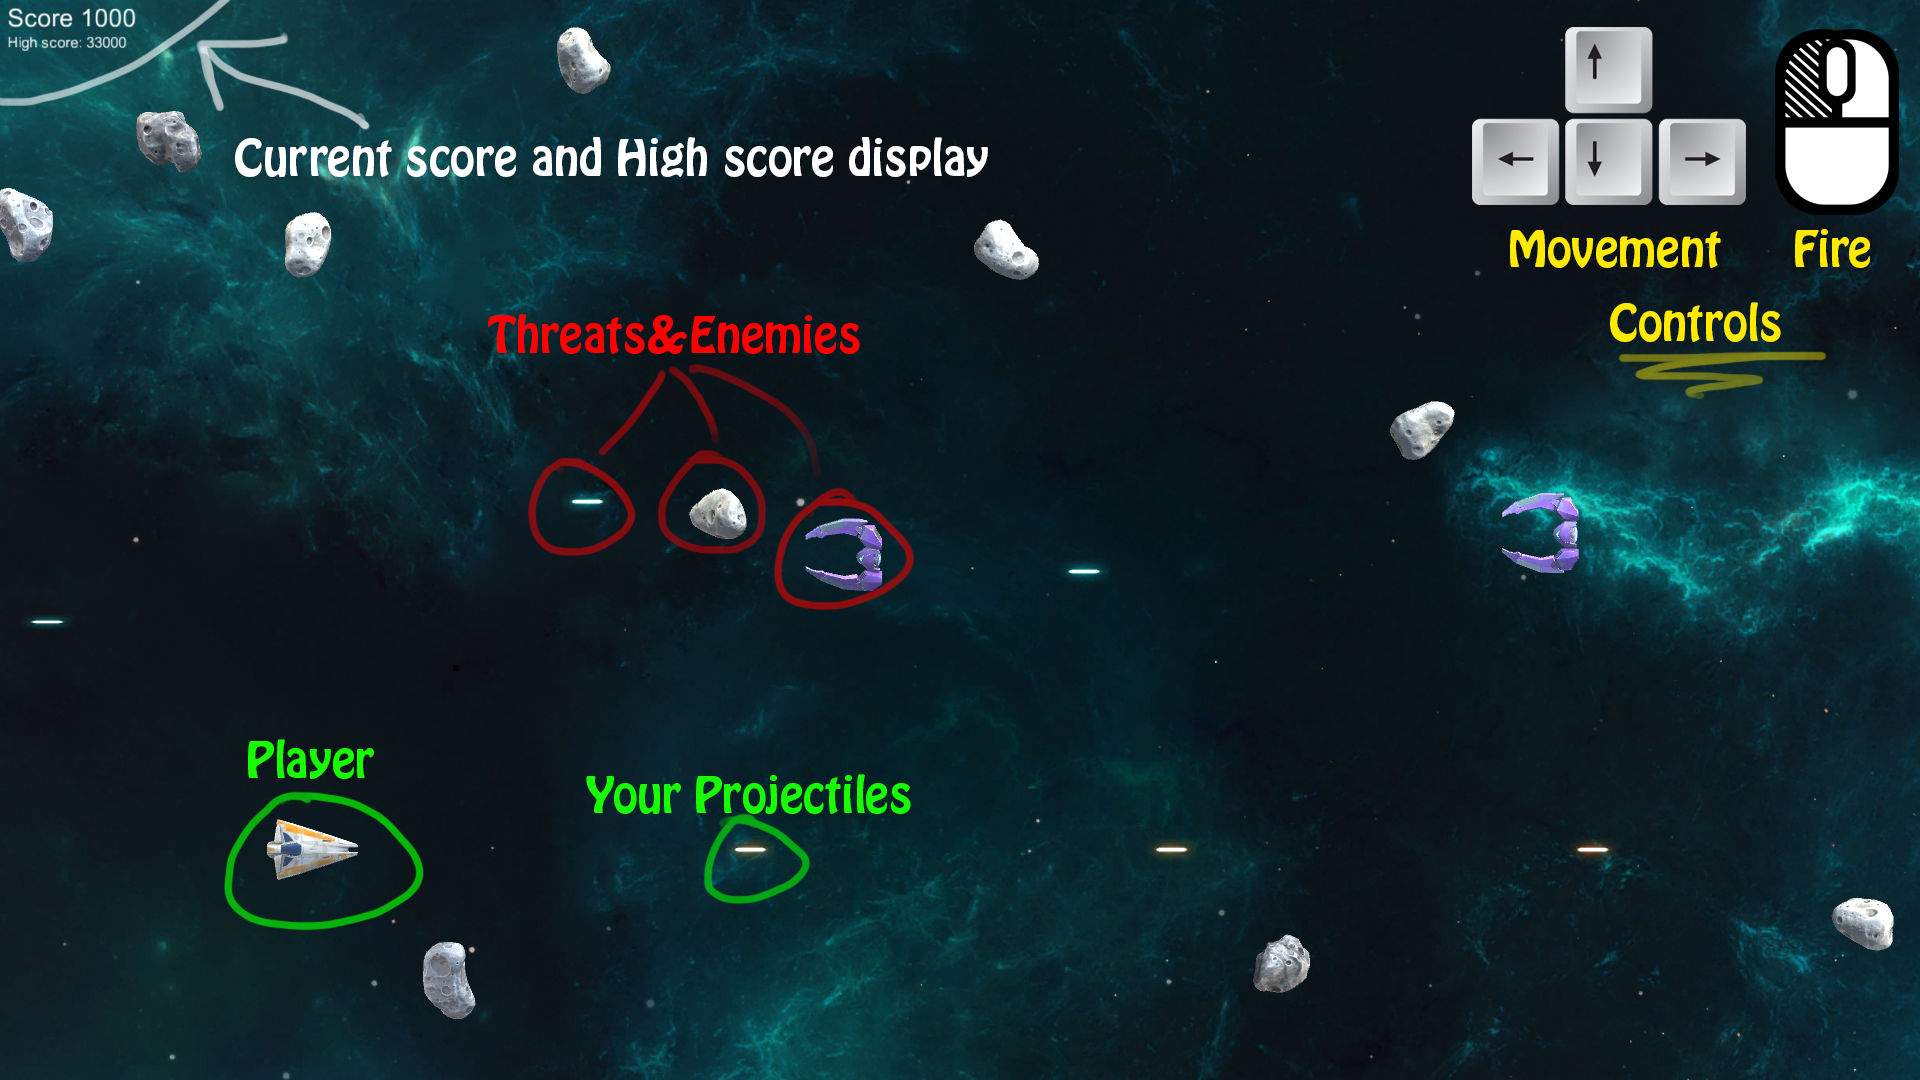 Score 1000
High score: 33000
Current score and High score display
Movement
Fire
Controls
Threats&Enemies
Player
Your Projectiles